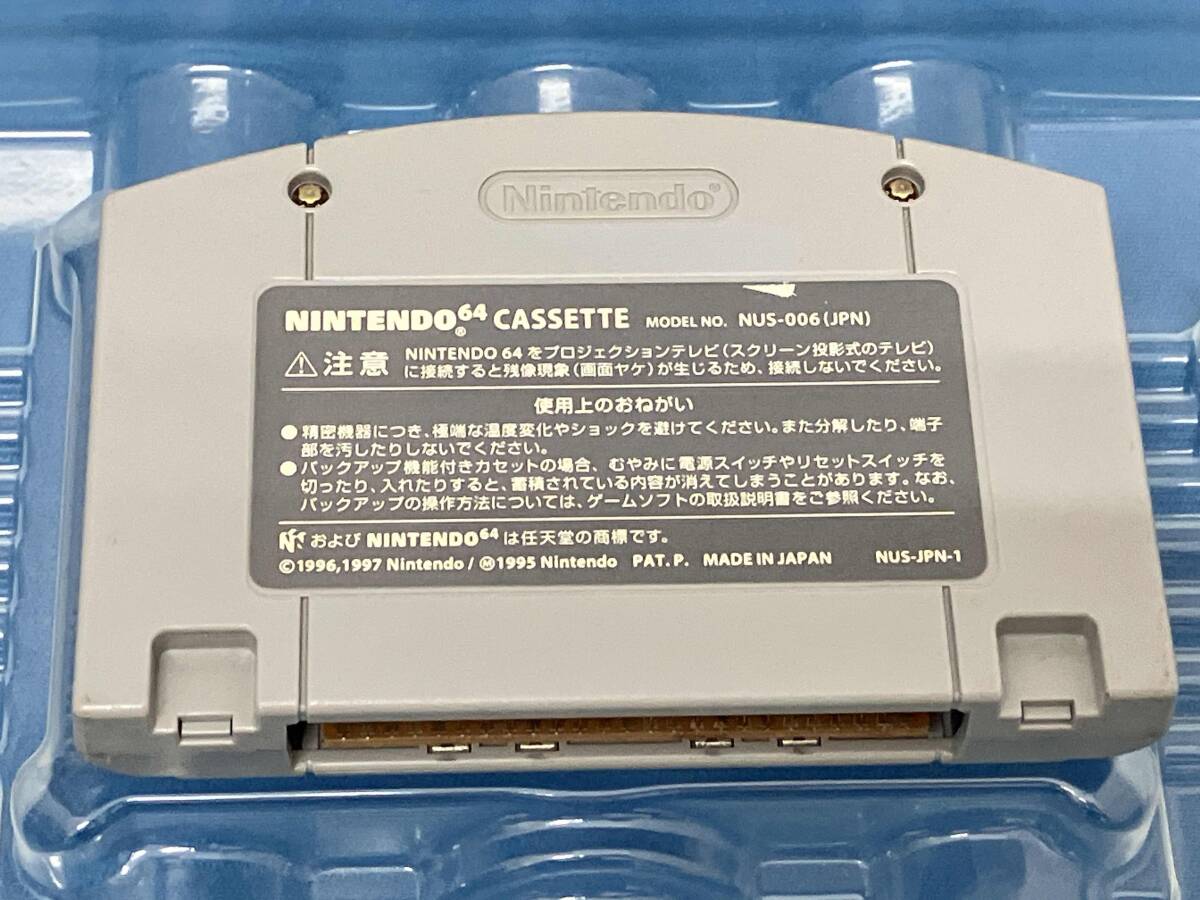 Nintendo®
NINTENDO64® CASSETTE MODEL NO. NUS-006(JPN)
⚠注意 NINTENDO 64をプロジェクションテレビ(スクリーン投影式のテレビ)
に接続すると残像現象(画面ヤケ)が生じるため、接続しないでください。
使用上のおねがい
●精密機器につき、極端な温度変化やショックを避けてください。また分解したり、端子
部を汚したりしないでください。
●バックアップ機能付きカセットの場合、むやみに電源スイッチやリセットスイッチを
切ったり、入れたりすると、蓄積されている内容が消えてしまうことがあります。なお、
バックアップの操作方法については、ゲームソフトの取扱説明書をご参照ください。
および NINTENDO64 は任天堂の商標です。
©1996,1997 Nintendo/Ⓜ1995 Nintendo PAT.P. MADE IN JAPAN NUS-JPN-1